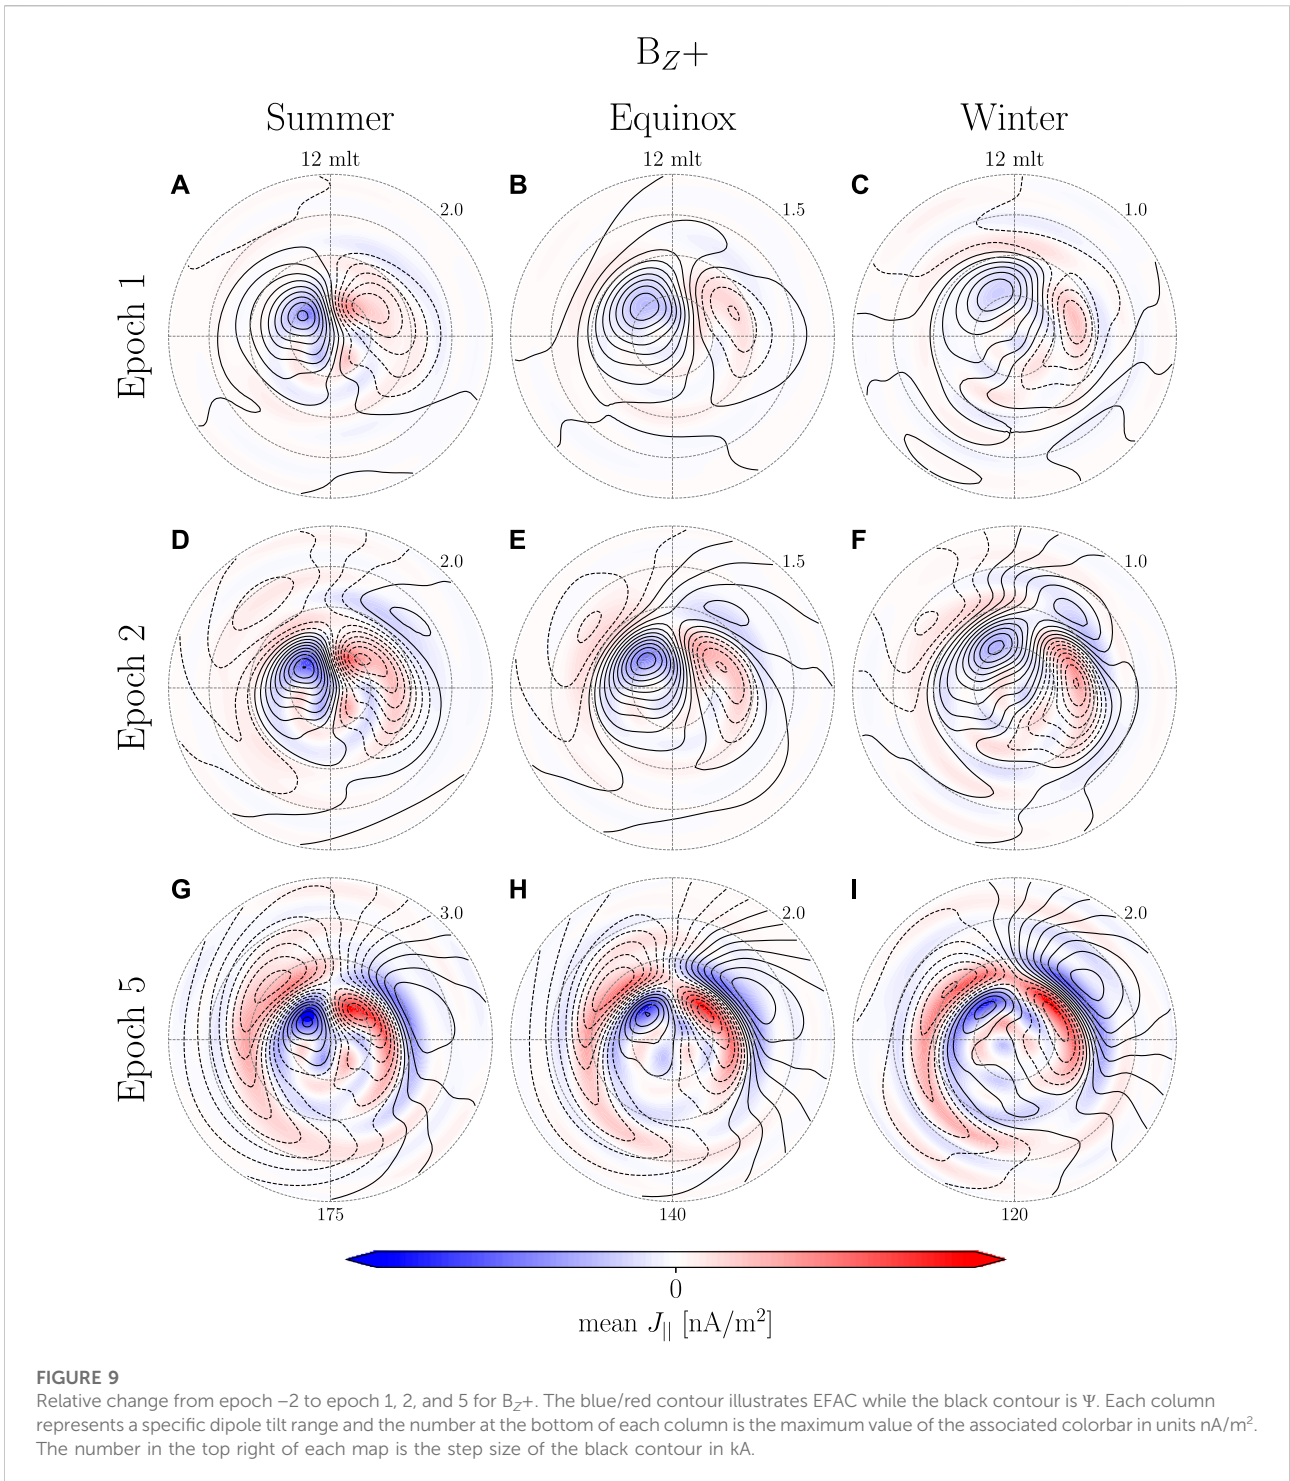 B_Z+
Summer Equinox Winter
12 mlt 12 mlt 12 mlt
A 2.0 B 1.5 C 1.0
Epoch 1
D 2.0 E 1.5 F 1.0
Epoch 2
G 3.0 H 2.0 I 2.0
Epoch 5
175 140 120
0
mean J_|| [nA/m²]
FIGURE 9
Relative change from epoch −2 to epoch 1, 2, and 5 for B_Z+. The blue/red contour illustrates EFAC while the black contour is Ψ. Each column
represents a specific dipole tilt range and the number at the bottom of each column is the maximum value of the associated colorbar in units nA/m².
The number in the top right of each map is the step size of the black contour in kA.